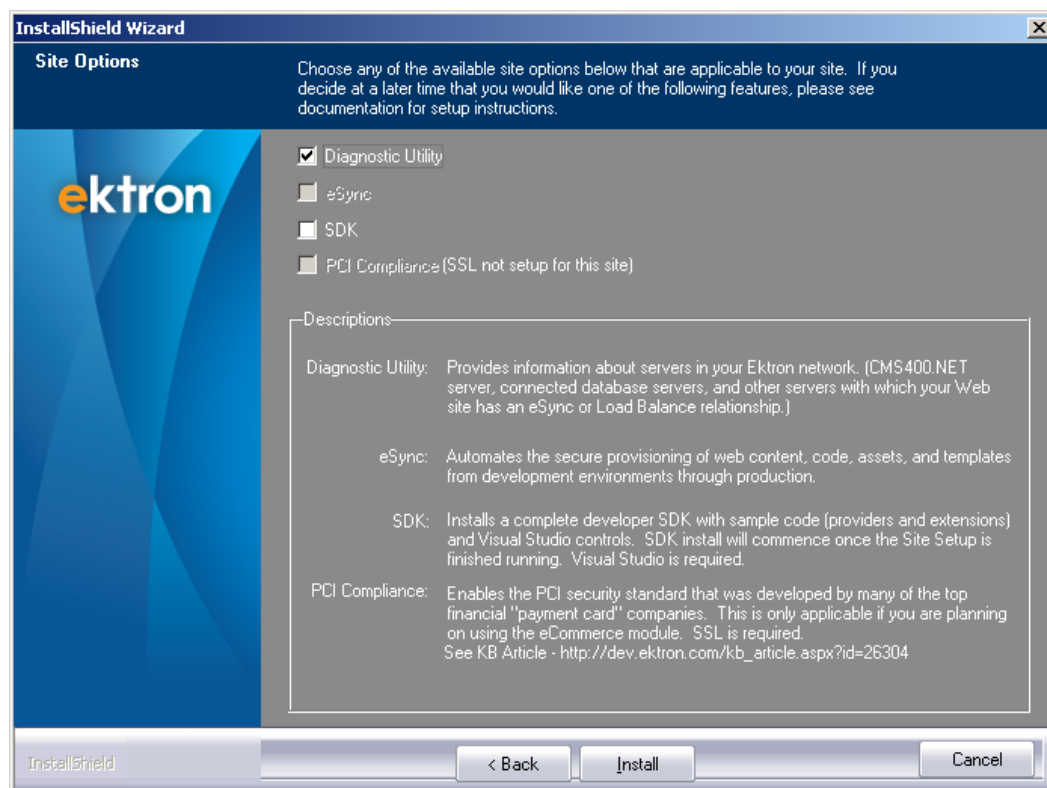 InstallShield Wizard
Site Options
Choose any of the available site options below that are applicable to your site. If you
decide at a later time that you would like one of the following features, please see
documentation for setup instructions.
ektron
Diagnostic Utility
eSync
SDK
PCI Compliance (SSL not setup for this site)
Descriptions
Diagnostic Utility: Provides information about servers in your Ektron network. (CMS400.NET
server, connected database servers, and other servers with which your Web
site has an eSync or Load Balance relationship.)
eSync: Automates the secure provisioning of web content, code, assets, and templates
from development environments through production.
SDK: Installs a complete developer SDK with sample code (providers and extensions)
and Visual Studio controls. SDK install will commence once the Site Setup is
finished running. Visual Studio is required.
PCI Compliance: Enables the PCI security standard that was developed by many of the top
financial "payment card" companies. This is only applicable if you are planning
on using the eCommerce module. SSL is required.
See KB Article - http://dev.ektron.com/kb_article.aspx?id=26304
InstallShield
< Back
Install
Cancel